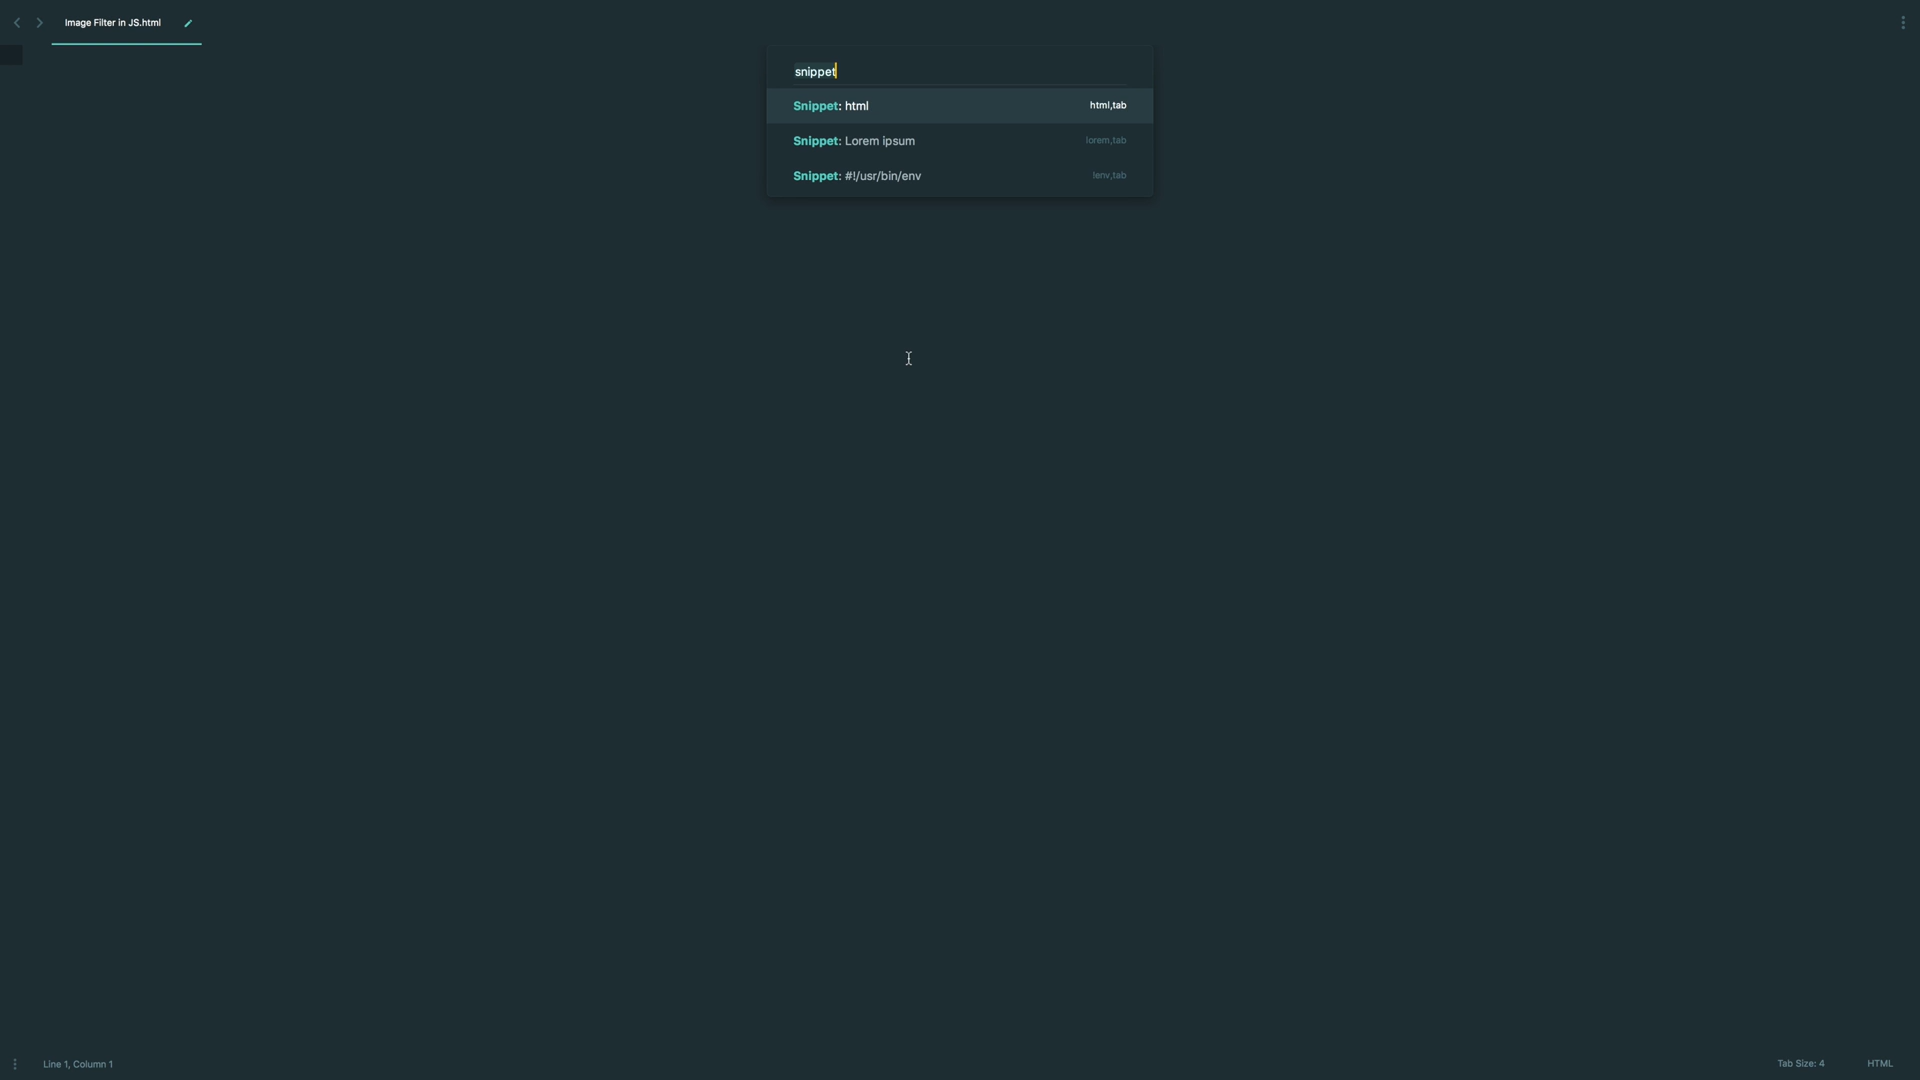 Image Filter in JS.html
snippet
Snippet: html html,tab
Snippet: Lorem ipsum lorem,tab
Snippet: #!/usr/bin/env !env,tab
Line 1, Column 1 Tab Size: 4 HTML